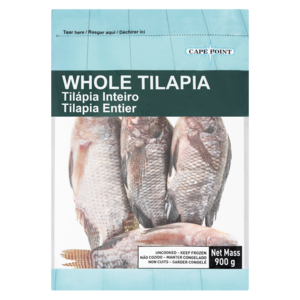 Tear here / Rasgar aqui / Déchirer ici
CAPE POINT
WHOLE TILAPIA
Tilápia Inteiro
Tilapia Entier
UNCOOKED - KEEP FROZEN
NÃO COZIDO - MANTER CONGELADO
NON CUITS - GARDER CONGELÉ
Net Mass
900 g